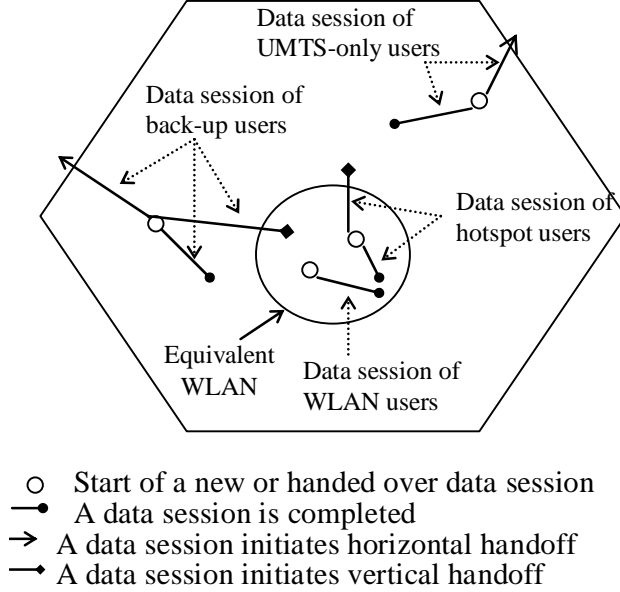 Data session of
UMTS-only users
Data session of
back-up users
Data session of
hotspot users
Equivalent
WLAN
Data session of
WLAN users
Start of a new or handed over data session
A data session is completed
A data session initiates horizontal handoff
A data session initiates vertical handoff